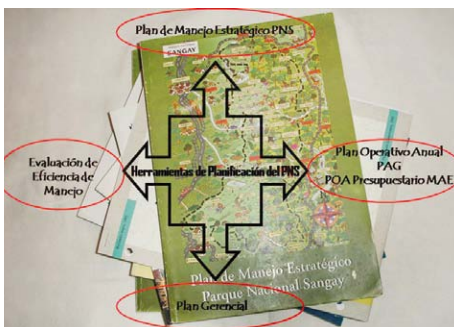 Plan de Manejo Estratégico PNS
SANGAY
Evaluación de
Eficiencia de
Manejo
Herramientas de Planificación del PNS
Plan Operativo Anual
PAG
POA Presupuestario MAE
Plan de Manejo Estratégico
Parque Nacional Sangay
Plan Gerencial